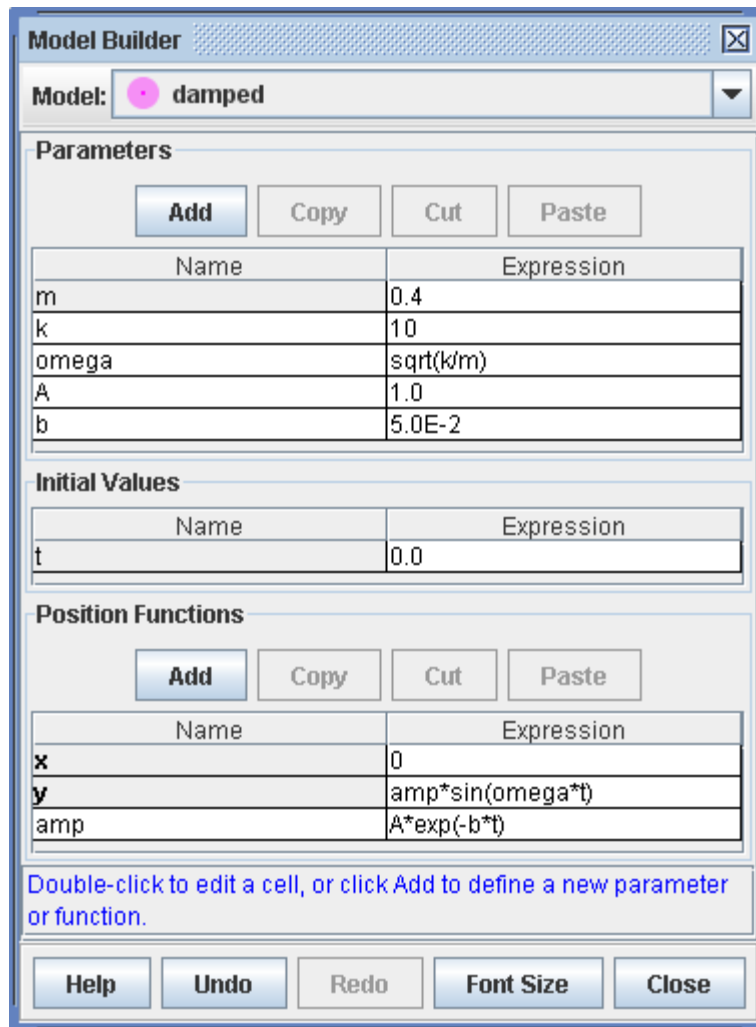 Model Builder
Model: damped
Parameters
Add Copy Cut Paste
Name Expression
m 0.4
k 10
omega sqrt(k/m)
A 1.0
b 5.0E-2
Initial Values
Name Expression
t 0.0
Position Functions
Add Copy Cut Paste
Name Expression
x 0
y amp*sin(omega*t)
amp A*exp(-b*t)
Double-click to edit a cell, or click Add to define a new parameter
or function.
Help Undo Redo Font Size Close